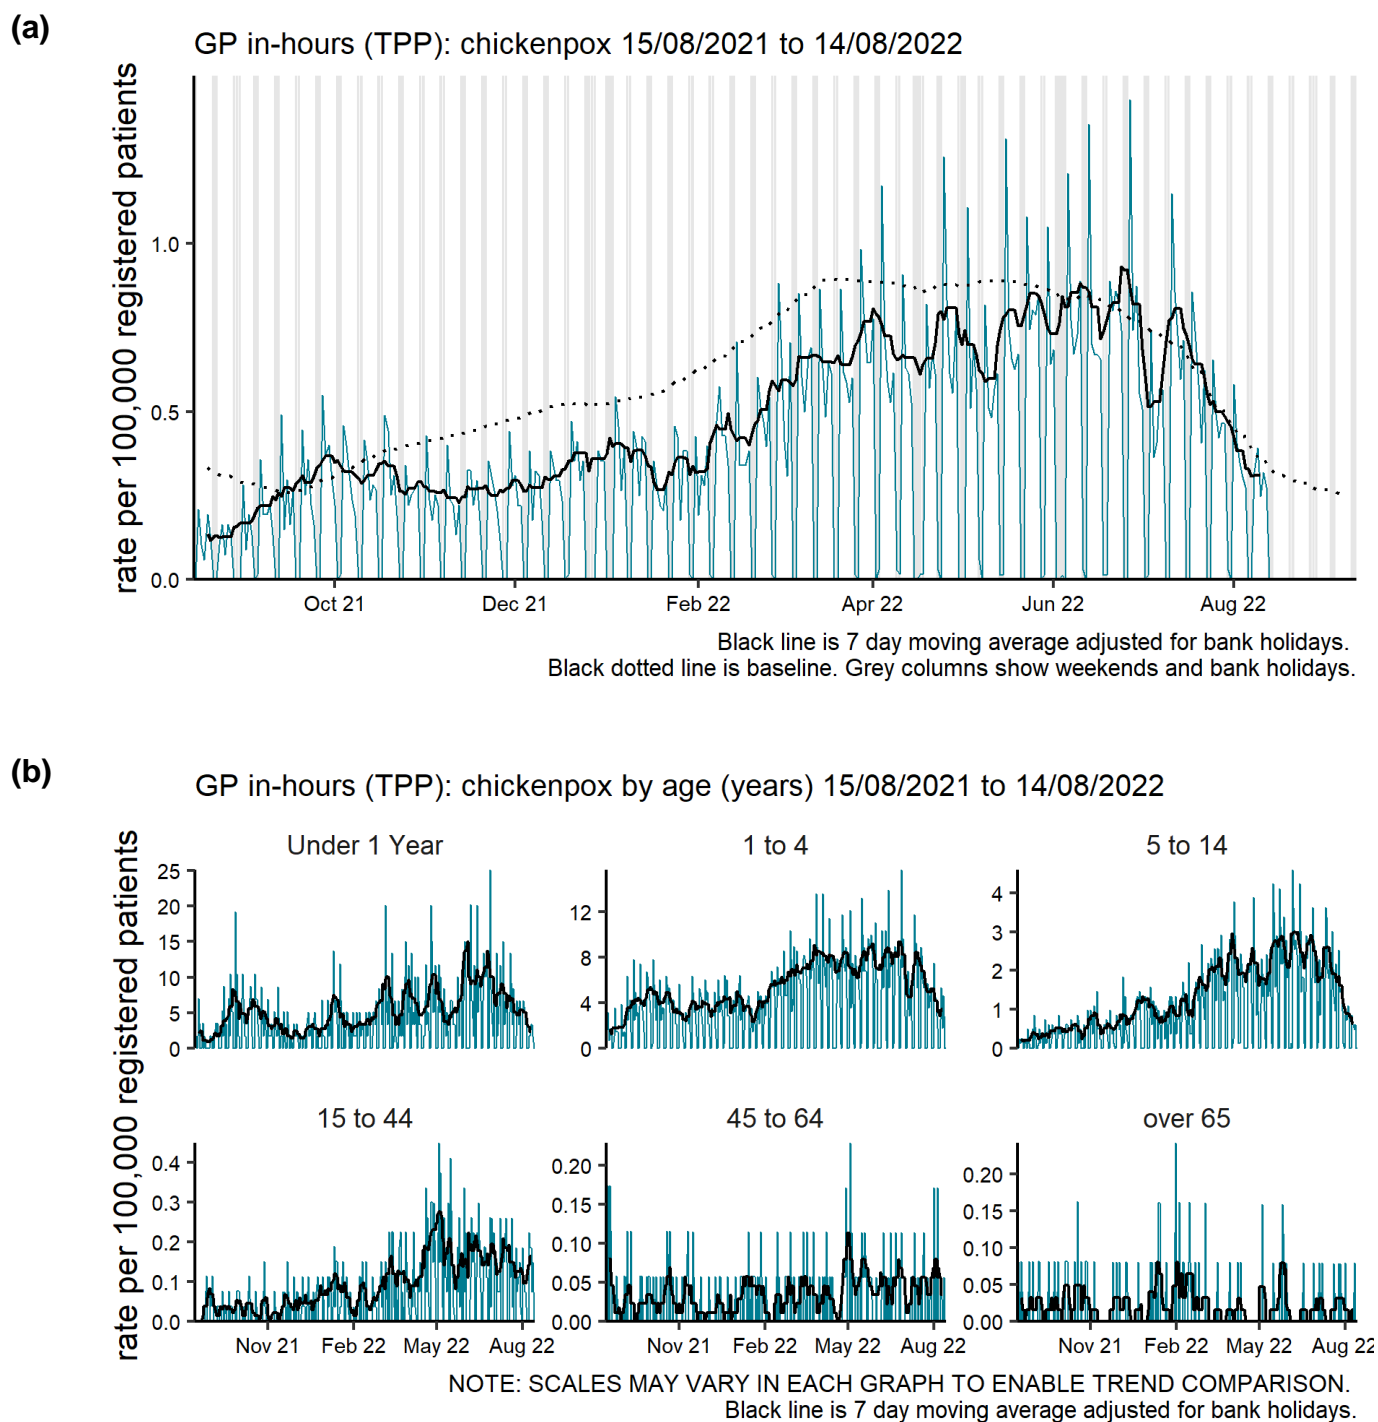 (a)
GP in-hours (TPP): chickenpox 15/08/2021 to 14/08/2022
rate per 100,000 registered patients
1.0
0.5
0.0
Oct 21 Dec 21 Feb 22 Apr 22 Jun 22 Aug 22
Black line is 7 day moving average adjusted for bank holidays.
Black dotted line is baseline. Grey columns show weekends and bank holidays.
(b)
GP in-hours (TPP): chickenpox by age (years) 15/08/2021 to 14/08/2022
rate per 100,000 registered patients
Under 1 Year
25
20
15
10
5
0
1 to 4
12
8
4
0
5 to 14
4
3
2
1
0
15 to 44
0.4
0.3
0.2
0.1
0.0
Nov 21 Feb 22 May 22 Aug 22
45 to 64
0.20
0.15
0.10
0.05
0.00
Nov 21 Feb 22 May 22 Aug 22
over 65
0.20
0.15
0.10
0.05
0.00
Nov 21 Feb 22 May 22 Aug 22
NOTE: SCALES MAY VARY IN EACH GRAPH TO ENABLE TREND COMPARISON.
Black line is 7 day moving average adjusted for bank holidays.